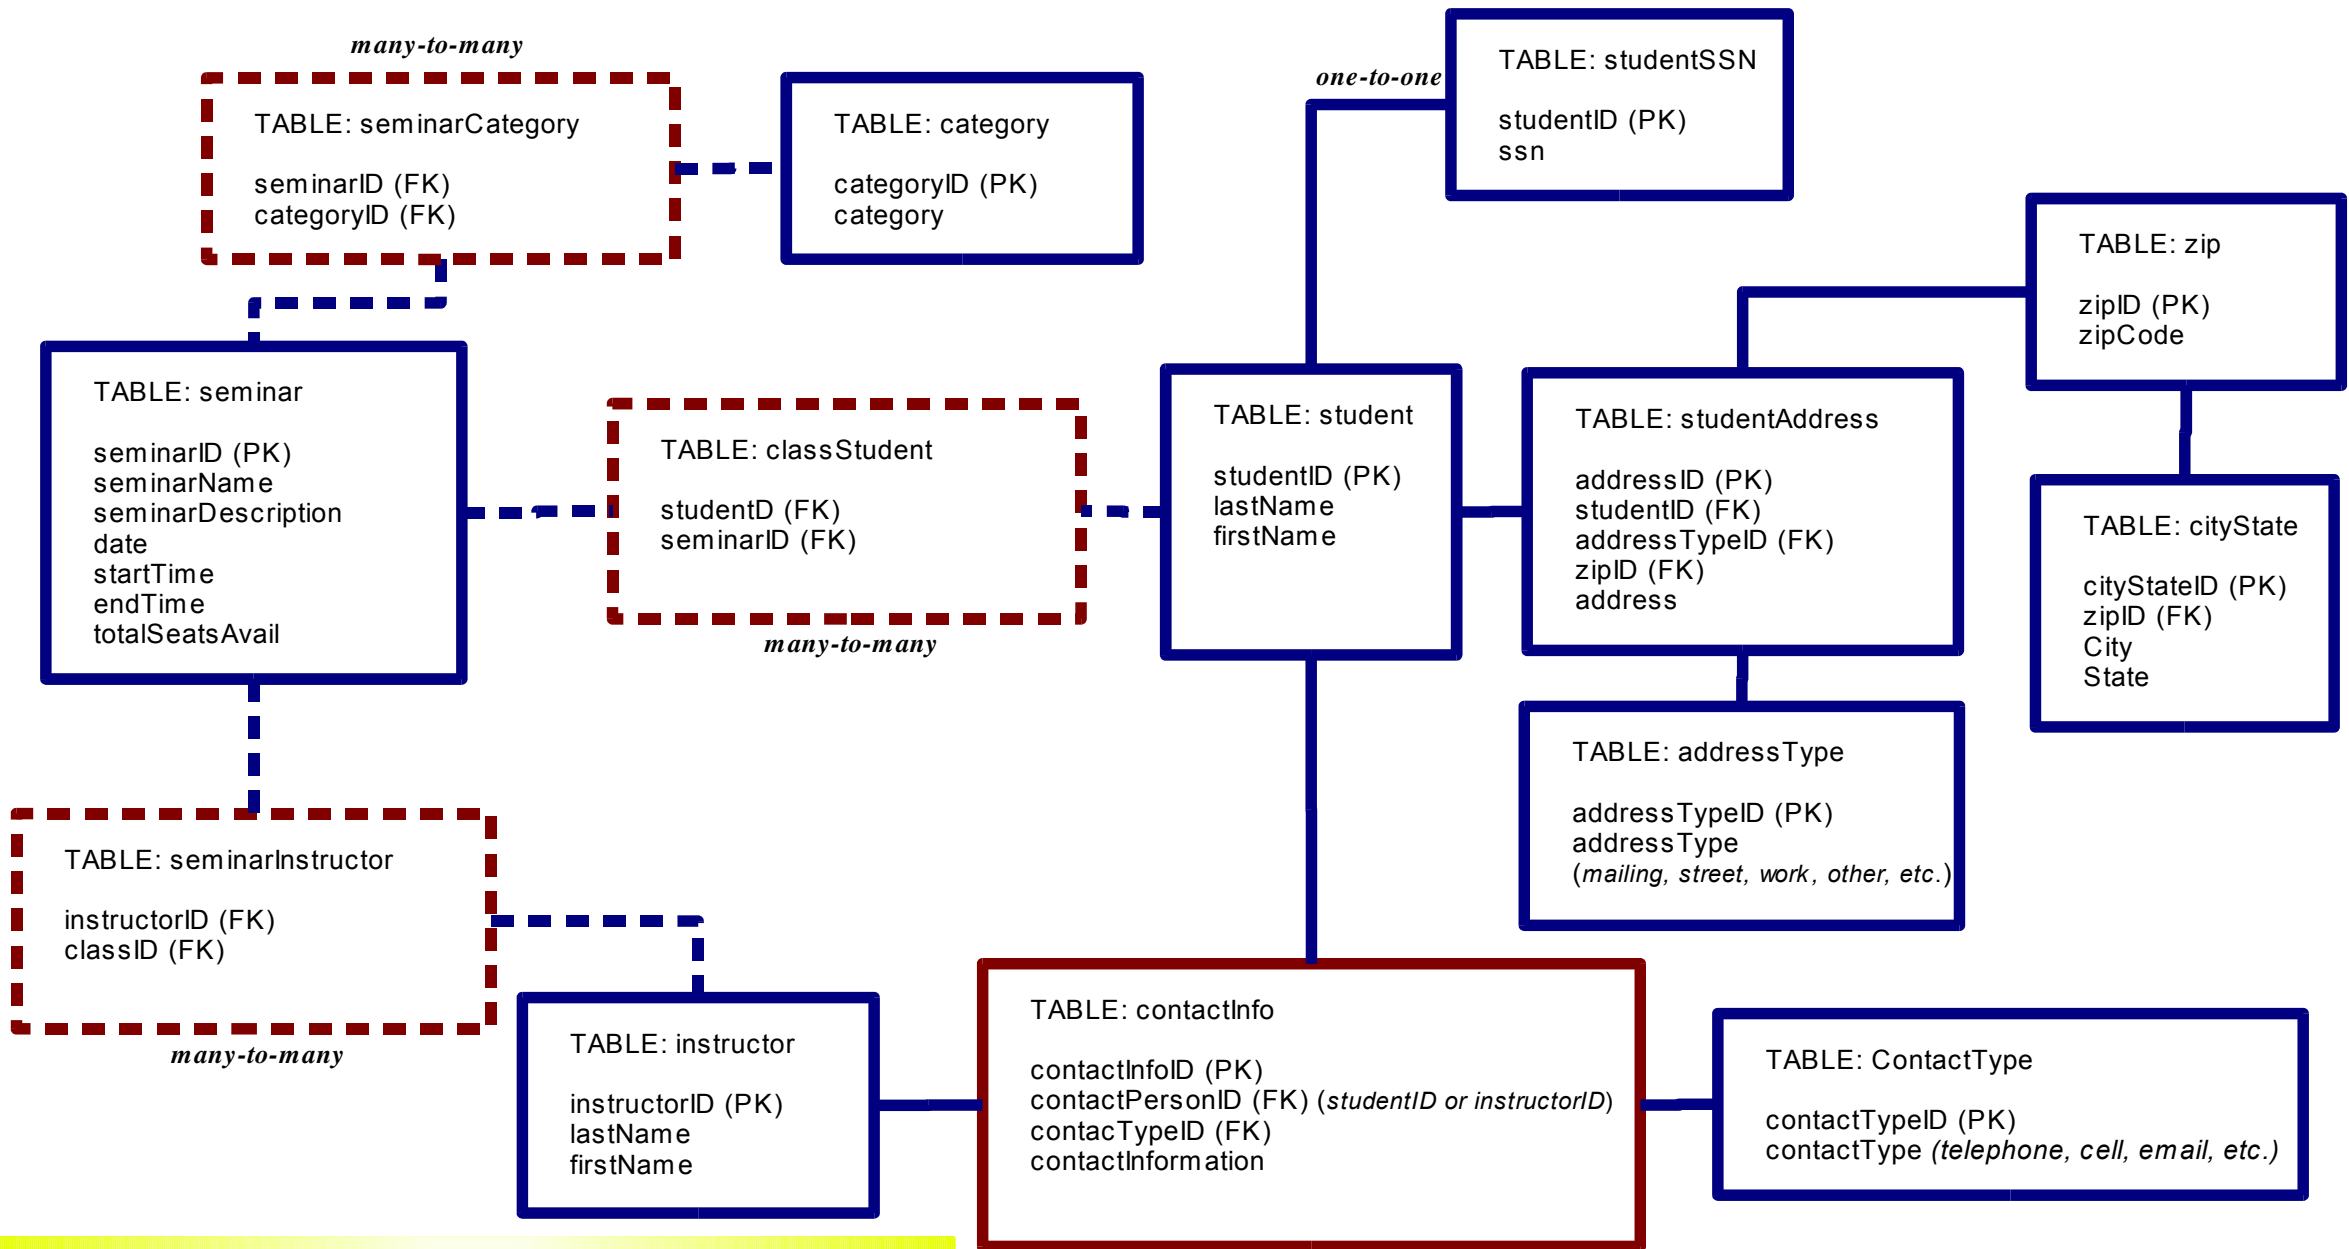 many-to-many
TABLE: seminarCategory
seminarID (FK)
categoryID (FK)
TABLE: category
categoryID (PK)
category
one-to-one
TABLE: studentSSN
studentID (PK)
ssn
TABLE: zip
zipID (PK)
zipCode
TABLE: seminar
seminarID (PK)
seminarName
seminarDescription
date
startTime
endTime
totalSeatsAvail
TABLE: classStudent
studentD (FK)
seminarID (FK)
many-to-many
TABLE: student
studentID (PK)
lastName
firstName
TABLE: studentAddress
addressID (PK)
studentID (FK)
addressTypeID (FK)
zipID (FK)
address
TABLE: cityState
cityStateID (PK)
zipID (FK)
City
State
TABLE: addressType
addressTypeID (PK)
addressType
(mailing, street, work, other, etc.)
TABLE: seminarInstructor
instructorID (FK)
classID (FK)
many-to-many
TABLE: instructor
instructorID (PK)
lastName
firstName
TABLE: contactInfo
contactInfoID (PK)
contactPersonID (FK) (studentID or instructorID)
contacTypeID (FK)
contactInformation
TABLE: ContactType
contactTypeID (PK)
contactType (telephone, cell, email, etc.)